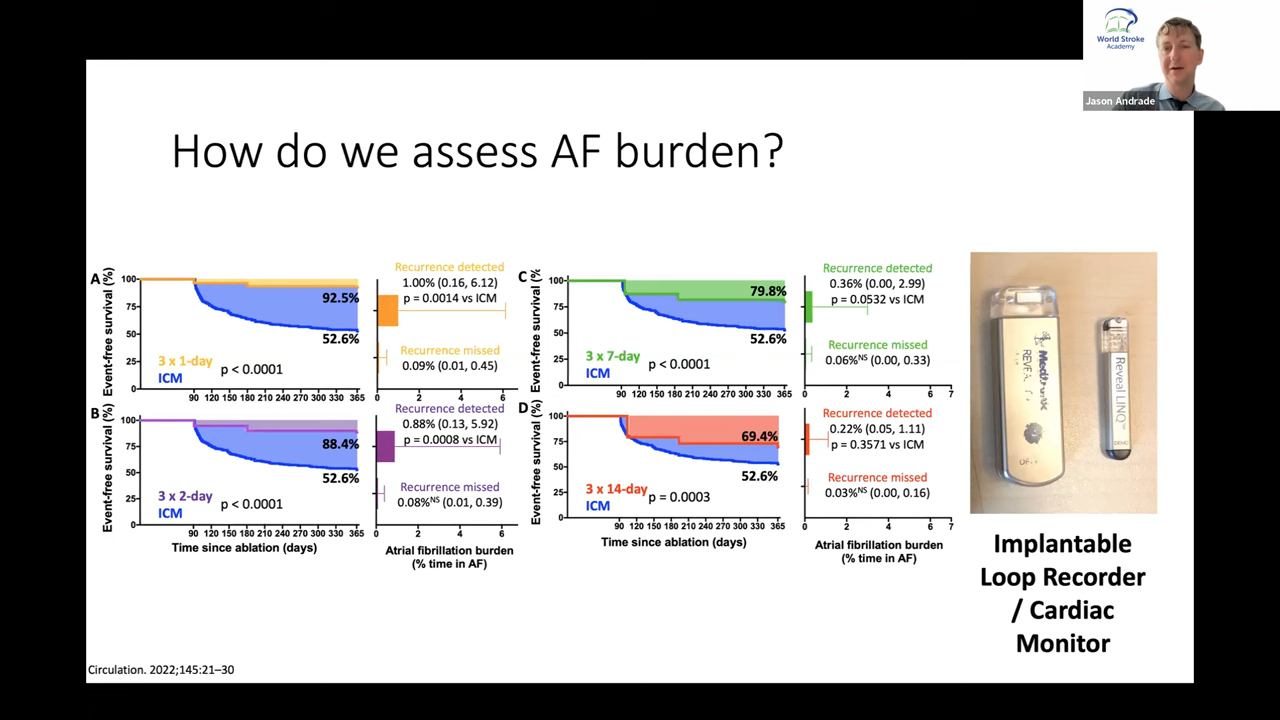 World Stroke
Academy
Jason Andrade
How do we assess AF burden?
A
Event-free survival (%)
100
75
50
25
0
92.5%
52.6%
3 x 1-day
ICM
p < 0.0001
90 120 150 180 210 240 270 300 330 365
Recurrence detected
1.00% (0.16, 6.12)
p = 0.0014 vs ICM
Recurrence missed
0.09% (0.01, 0.45)
0 2 4 6
B
Event-free survival (%)
100
75
50
25
0
88.4%
52.6%
3 x 2-day
ICM
p < 0.0001
90 120 150 180 210 240 270 300 330 365
Time since ablation (days)
Recurrence detected
0.88% (0.13, 5.92)
p = 0.0008 vs ICM
Recurrence missed
0.08%NS (0.01, 0.39)
0 2 4 6
Atrial fibrillation burden
(% time in AF)
C
Event-free survival (%
100
75
50
25
0
79.8%
52.6%
3 x 7-day
ICM
p < 0.0001
90 120 150 180 210 240 270 300 330 365
Recurrence detected
0.36% (0.00, 2.99)
p = 0.0532 vs ICM
Recurrence missed
0.06%NS (0.00, 0.33)
0 2 4 6 7
D
Event-free survival (%)
100
75
50
25
0
69.4%
52.6%
3 x 14-day
ICM
p = 0.0003
90 120 150 180 210 240 270 300 330 365
Time since ablation (days)
Recurrence detected
0.22% (0.05, 1.11)
p = 0.3571 vs ICM
Recurrence missed
0.03%NS (0.00, 0.16)
0 2 4 6 7
Atrial fibrillation burden
(% time in AF)
Medtronic
REVEAL
Reveal LINQ™
DEMO
Implantable
Loop Recorder
/ Cardiac
Monitor
Circulation. 2022;145:21–30